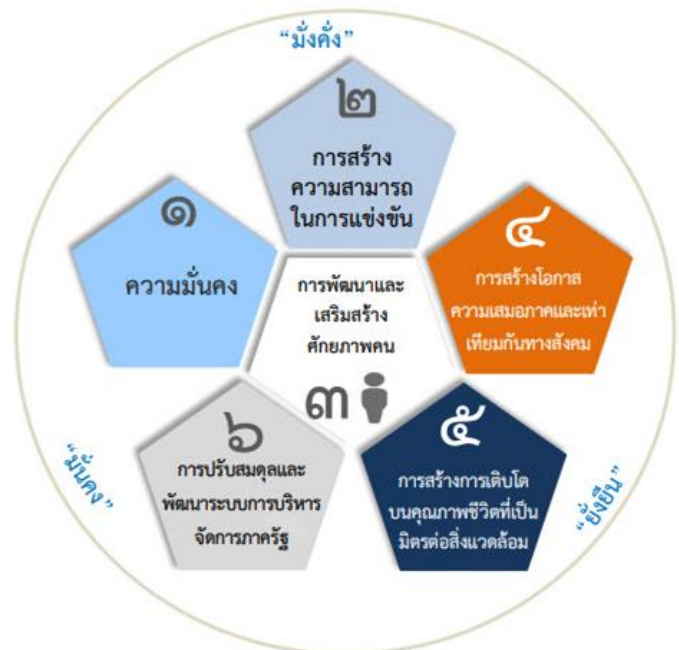 “มั่งคั่ง”
๒
การสร้าง
ความสามารถ
ในการแข่งขัน
๑
ความมั่นคง
๔
การสร้างโอกาส
ความเสมอภาคและเท่า
เทียมกันทางสังคม
การพัฒนาและ
เสริมสร้าง
ศักยภาพคน
๓
๖
การปรับสมดุลและ
พัฒนาระบบการบริหาร
จัดการภาครัฐ
๕
การสร้างการเติบโต
บนคุณภาพชีวิตที่เป็น
มิตรต่อสิ่งแวดล้อม
“มั่นคง”
“ยั่งยืน”